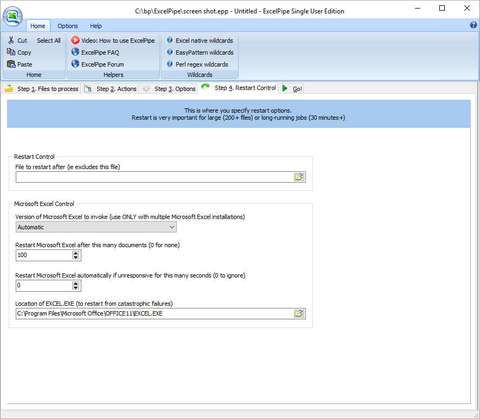 C:\bp\ExcelPipe\screen shot.epp - Untitled - ExcelPipe Single User Edition
Home Options Help
Cut Select All
Copy
Paste
Home
Video: How to use ExcelPipe
ExcelPipe FAQ
ExcelPipe Forum
Helpers
Excel native wildcards
EasyPattern wildcards
Perl regex wildcards
Wildcards
Step 1. Files to process Step 2. Actions Step 3. Options Step 4. Restart Control Go!
This is where you specify restart options.
Restart is very important for large (200+ files) or long-running jobs (30 minutes+)
Restart Control
File to restart after (ie excludes this file)
Microsoft Excel Control
Version of Microsoft Excel to invoke (use ONLY with multiple Microsoft Excel installations)
Automatic
Restart Microsoft Excel after this many documents (0 for none)
100
Restart Microsoft Excel automatically if unresponsive for this many seconds (0 to ignore)
0
Location of EXCEL.EXE (to restart from catastrophic failures)
C:\Program Files\Microsoft Office\OFFICE11\EXCEL.EXE